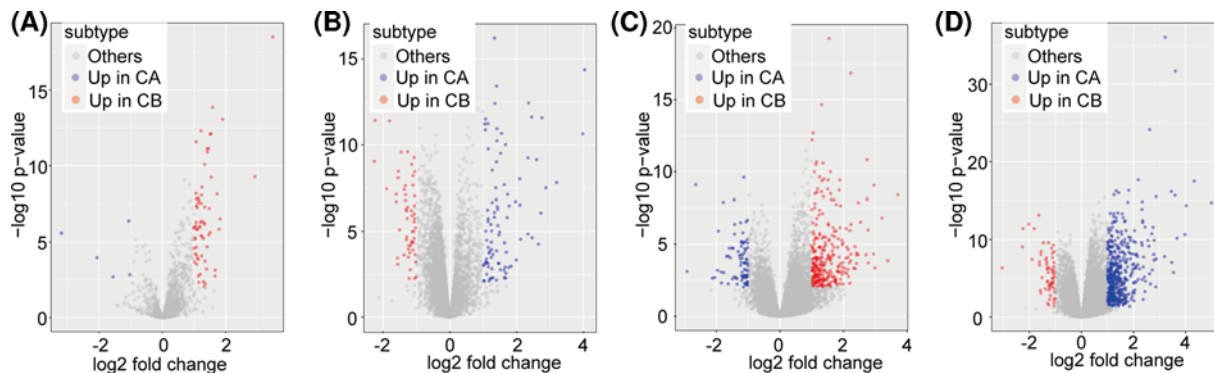 (A)
subtype
Others
Up in CA
Up in CB
−log10 p-value
15
10
5
0
-2
0
2
log2 fold change
(B)
subtype
Others
Up in CA
Up in CB
−log10 p-value
15
10
5
0
-2
0
2
4
log2 fold change
(C)
subtype
Others
Up in CA
Up in CB
−log10 p-value
20
15
10
5
0
-2
0
2
4
log2 fold change
(D)
subtype
Others
Up in CA
Up in CB
−log10 p-value
30
20
10
0
-2
0
2
4
log2 fold change